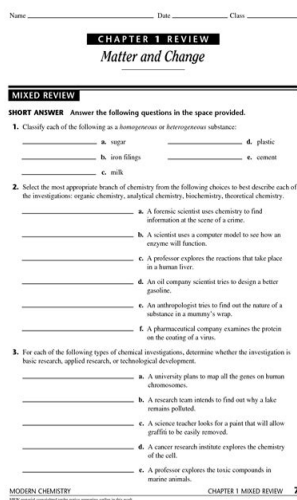 Name Date Class
CHAPTER 1 REVIEW
Matter and Change
MIXED REVIEW
SHORT ANSWER Answer the following questions in the space provided.
1. Classify each of the following as a homogeneous or heterogeneous substance:
a. sugar d. plastic
b. iron filings e. cement
c. milk
2. Select the most appropriate branch of chemistry from the following choices to best describe each of
the investigations: organic chemistry, analytical chemistry, biochemistry, theoretical chemistry.
a. A forensic scientist uses chemistry to find
information at the scene of a crime.
b. A scientist uses a computer model to see how an
enzyme will function.
c. A professor explores the reactions that take place
in a human liver.
d. An oil company scientist tries to design a better
gasoline.
e. An anthropologist tries to find out the nature of a
substance in a mummy's wrap.
f. A pharmaceutical company examines the protein
on the coating of a virus.
3. For each of the following types of chemical investigations, determine whether the investigation is
basic research, applied research, or technological development.
a. A university plans to map all the genes on human
chromosomes.
b. A research team intends to find out why a lake
remains polluted.
c. A science teacher looks for a paint that will allow
graffiti to be easily removed.
d. A cancer research institute explores the chemistry
of the cell.
e. A professor explores the toxic compounds in
marine animals.
MODERN CHEMISTRY CHAPTER 1 MIXED REVIEW